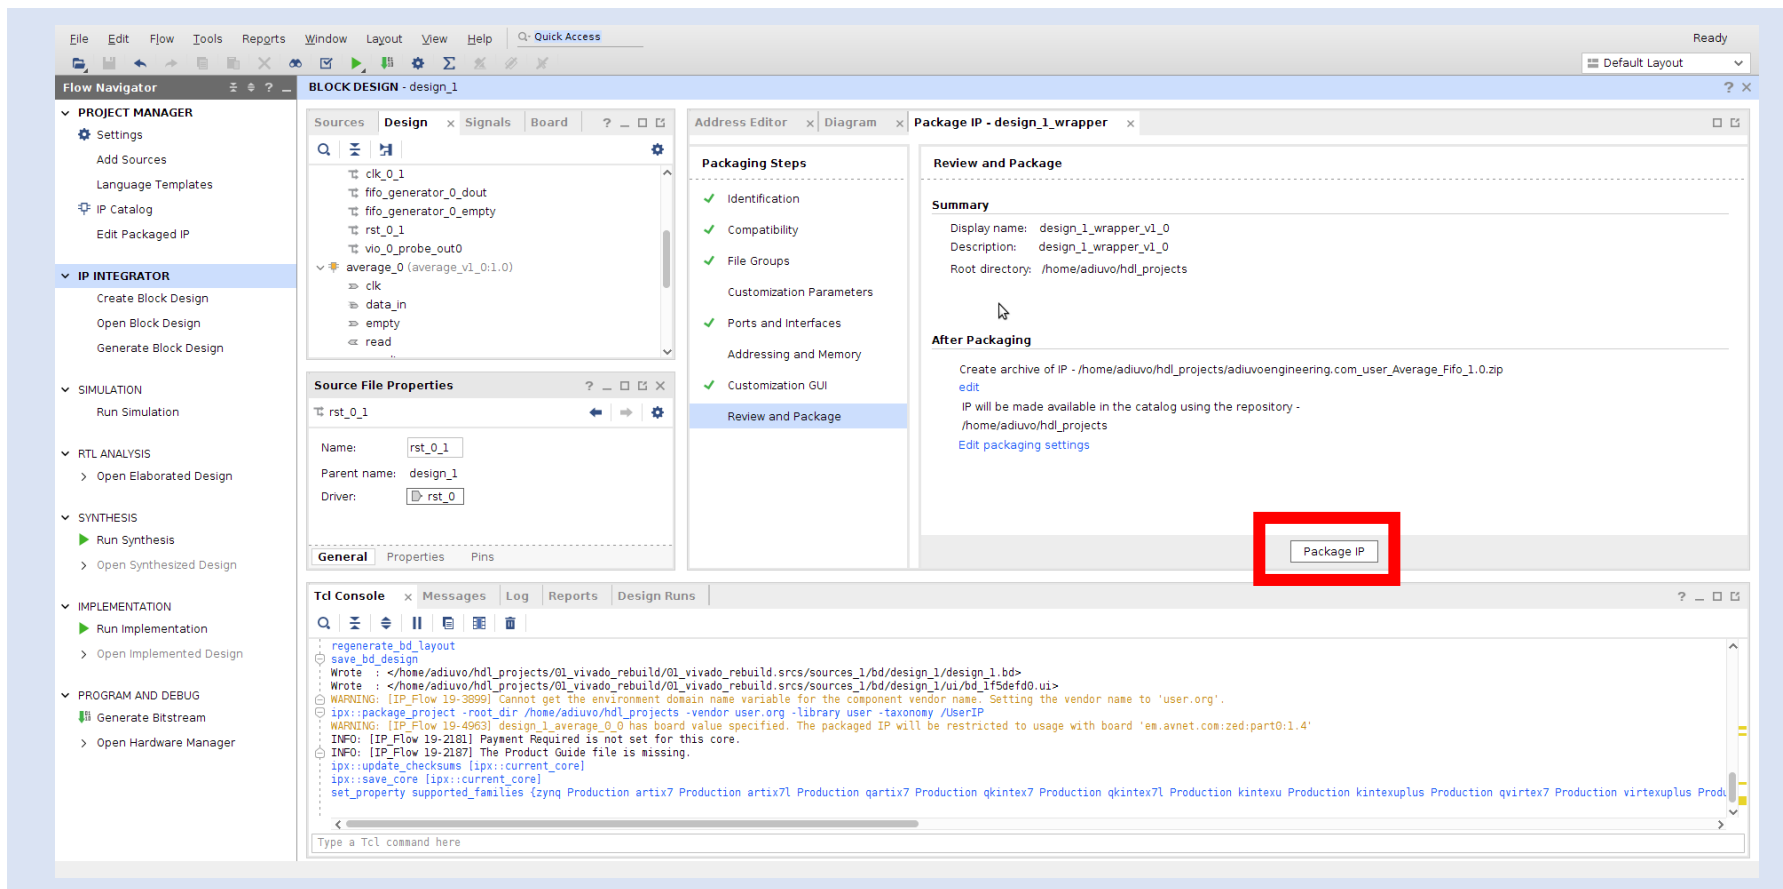 File Edit Flow Tools Reports Window Layout View Help Quick Access Ready
Default Layout
Flow Navigator
BLOCK DESIGN - design_1
PROJECT MANAGER
Settings
Add Sources
Language Templates
IP Catalog
Edit Packaged IP
IP INTEGRATOR
Create Block Design
Open Block Design
Generate Block Design
SIMULATION
Run Simulation
RTL ANALYSIS
Open Elaborated Design
SYNTHESIS
Run Synthesis
Open Synthesized Design
IMPLEMENTATION
Run Implementation
Open Implemented Design
PROGRAM AND DEBUG
Generate Bitstream
Open Hardware Manager
Sources Design Signals Board
clk_0_1
fifo_generator_0_dout
fifo_generator_0_empty
rst_0_1
vio_0_probe_out0
average_0 (average_v1_0:1.0)
clk
data_in
empty
read
Source File Properties
rst_0_1
Name: rst_0_1
Parent name: design_1
Driver: rst_0
General Properties Pins
Address Editor Diagram Package IP - design_1_wrapper
Packaging Steps
Identification
Compatibility
File Groups
Customization Parameters
Ports and Interfaces
Addressing and Memory
Customization GUI
Review and Package
Review and Package
Summary
Display name: design_1_wrapper_v1_0
Description: design_1_wrapper_v1_0
Root directory: /home/adiuvo/hdl_projects
After Packaging
Create archive of IP - /home/adiuvo/hdl_projects/adiuvoengineering.com_user_Average_Fifo_1.0.zip
edit
IP will be made available in the catalog using the repository -
/home/adiuvo/hdl_projects
Edit packaging settings
Package IP
Tcl Console Messages Log Reports Design Runs
regenerate_bd_layout
save_bd_design
Wrote : </home/adiuvo/hdl_projects/01_vivado_rebuild/01_vivado_rebuild.srcs/sources_1/bd/design_1/design_1.bd>
Wrote : </home/adiuvo/hdl_projects/01_vivado_rebuild/01_vivado_rebuild.srcs/sources_1/bd/design_1/ui/bd_1f5defd0.ui>
WARNING: [IP_Flow 19-3899] Cannot get the environment domain name variable for the component vendor name. Setting the vendor name to 'user.org'.
ipx::package_project -root_dir /home/adiuvo/hdl_projects -vendor user.org -library user -taxonomy /UserIP
WARNING: [IP_Flow 19-4963] design_1_average_0_0 has board value specified. The packaged IP will be restricted to usage with board 'em.avnet.com:zed:part0:1.4'
INFO: [IP_Flow 19-2181] Payment Required is not set for this core.
INFO: [IP_Flow 19-2187] The Product Guide file is missing.
ipx::update_checksums [ipx::current_core]
ipx::save_core [ipx::current_core]
set_property supported_families {zynq Production artix7 Production artix7l Production qartix7 Production qkintex7 Production qkintex7l Production kintexu Production kintexuplus Production qvirtex7 Production virtexuplus Produ
Type a Tcl command here